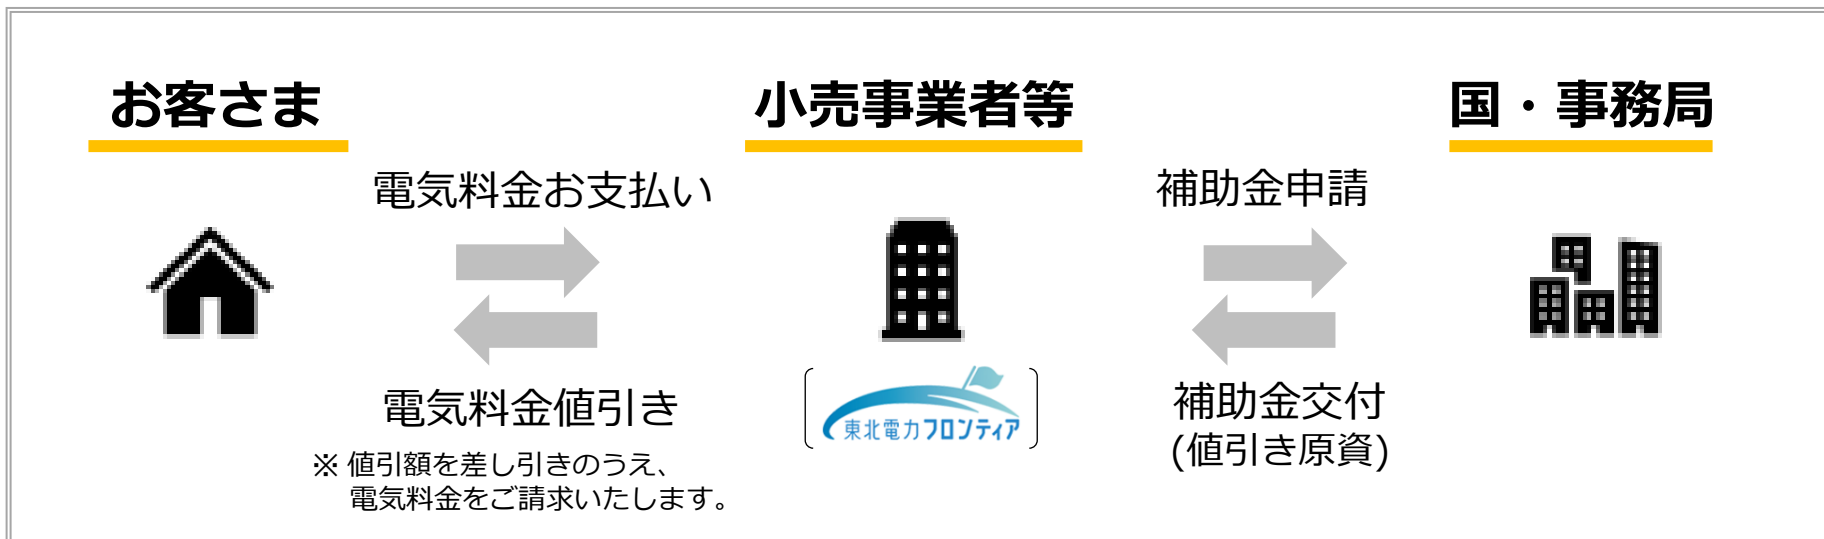 お客さま
小売事業者等
国・事務局
電気料金お支払い
補助金申請
電気料金値引き
※ 値引額を差し引きのうえ、
電気料金をご請求いたします。
東北電力フロンティア
補助金交付
(値引き原資)